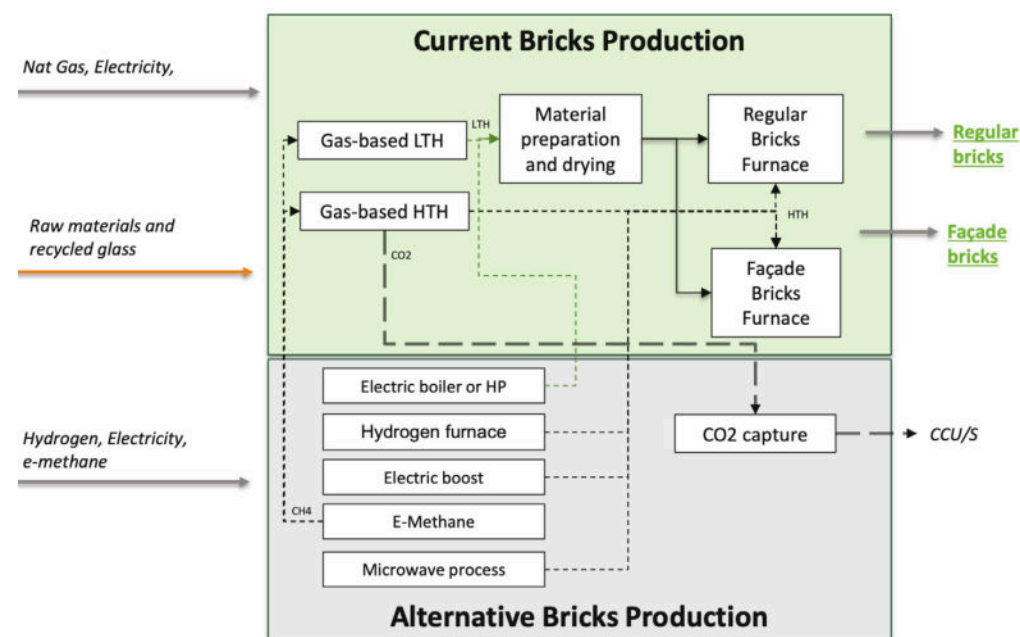 Current Bricks Production
Nat Gas, Electricity,
Gas-based LTH
LTH
Material
preparation
and drying
Regular
Bricks
Furnace
Regular
bricks
Gas-based HTH
HTH
CO2
Raw materials and
recycled glass
Façade
Bricks
Furnace
Façade
bricks
Electric boiler or HP
Hydrogen furnace
Electric boost
CH4
E-Methane
Microwave process
Hydrogen, Electricity,
e-methane
CO2 capture
CCU/S
Alternative Bricks Production